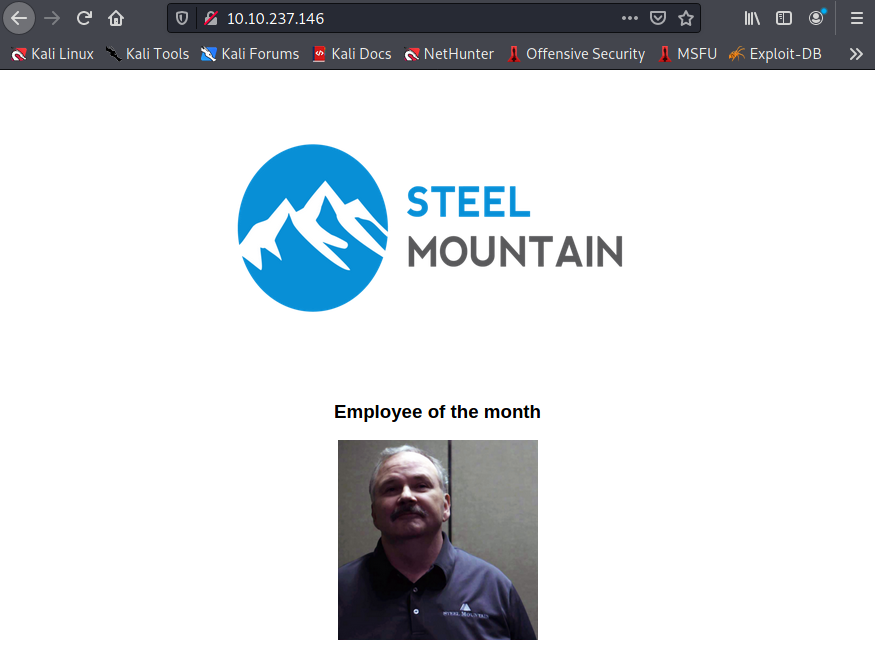 10.10.237.146
Kali Linux Kali Tools Kali Forums Kali Docs NetHunter Offensive Security MSFU Exploit-DB
STEEL
MOUNTAIN
Employee of the month
STEEL MOUNTAIN